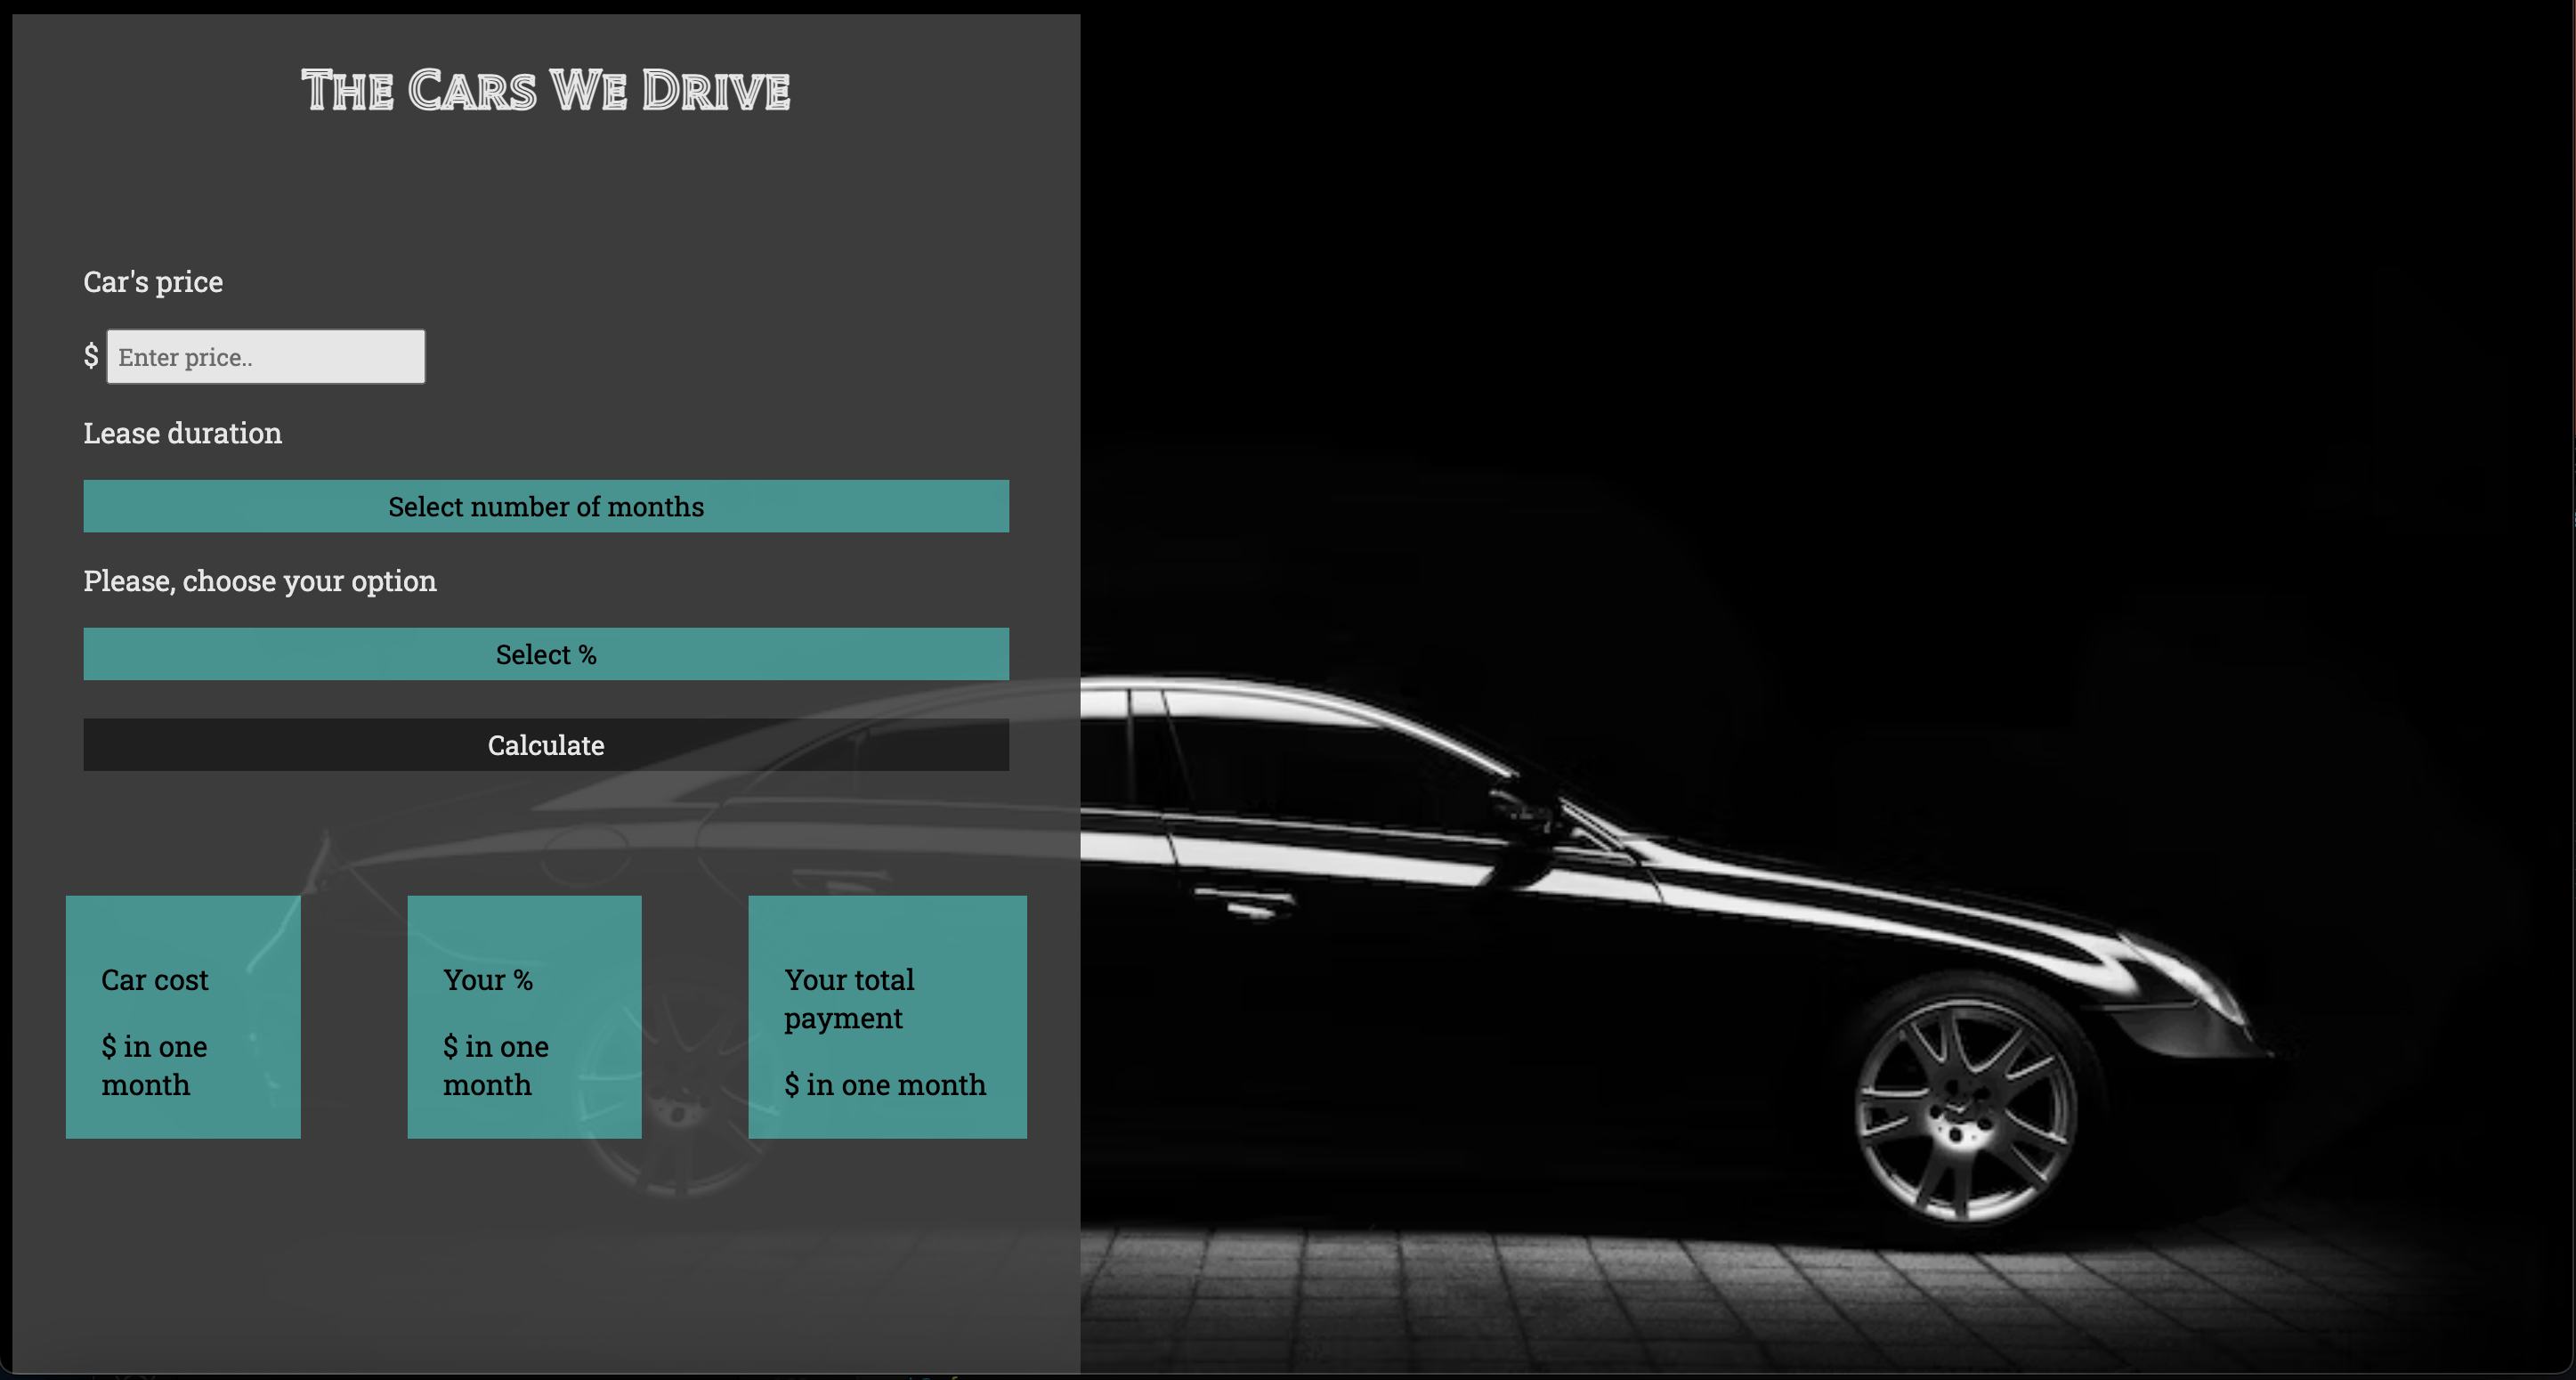 The Cars We Drive
Car's price
$ Enter price..
Lease duration
Select number of months
Please, choose your option
Select %
Calculate
Car cost
$ in one
month
Your %
$ in one
month
Your total
payment
$ in one month